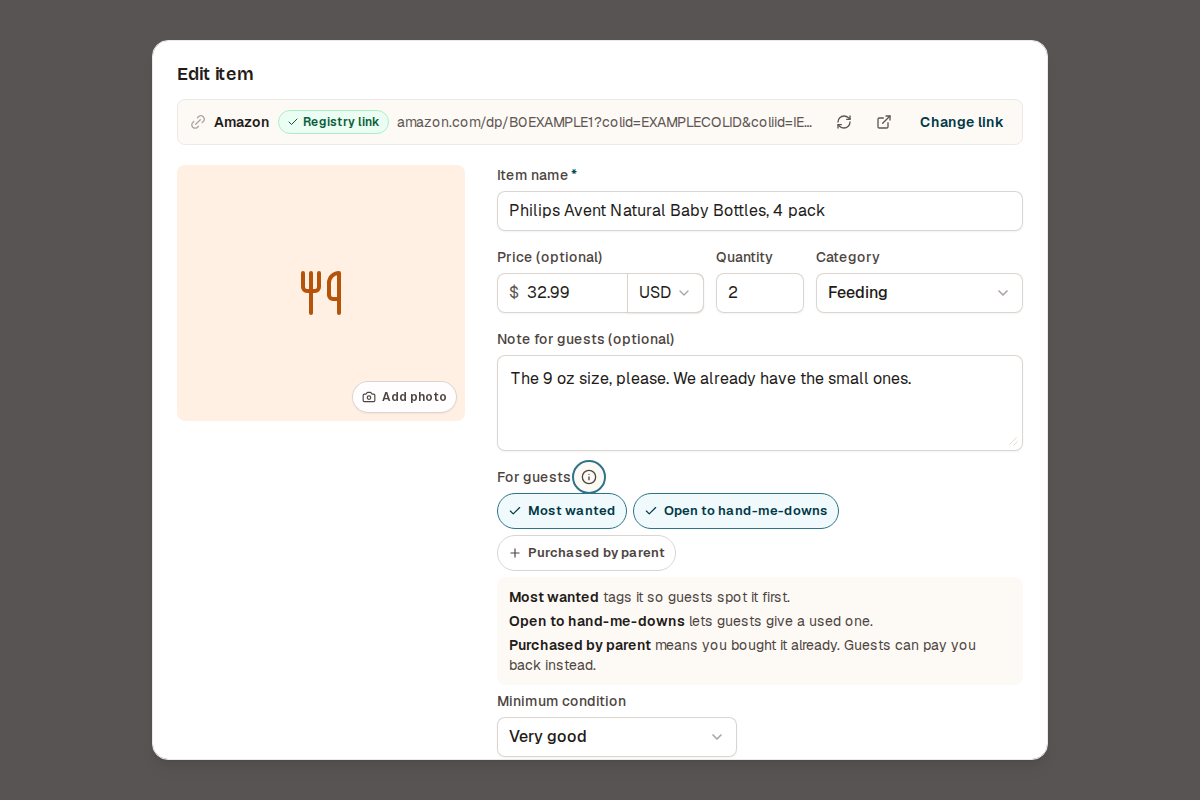 Edit item
Amazon Registry link amazon.com/dp/BOEXAMPLE1?colid=EXAMPLECOLID&coliid=IE... Change link
Add photo
Item name *
Philips Avent Natural Baby Bottles, 4 pack
Price (optional) Quantity Category
$ 32.99 USD 2 Feeding
Note for guests (optional)
The 9 oz size, please. We already have the small ones.
For guests
Most wanted Open to hand-me-downs
Purchased by parent
Most wanted tags it so guests spot it first.
Open to hand-me-downs lets guests give a used one.
Purchased by parent means you bought it already. Guests can pay you
back instead.
Minimum condition
Very good